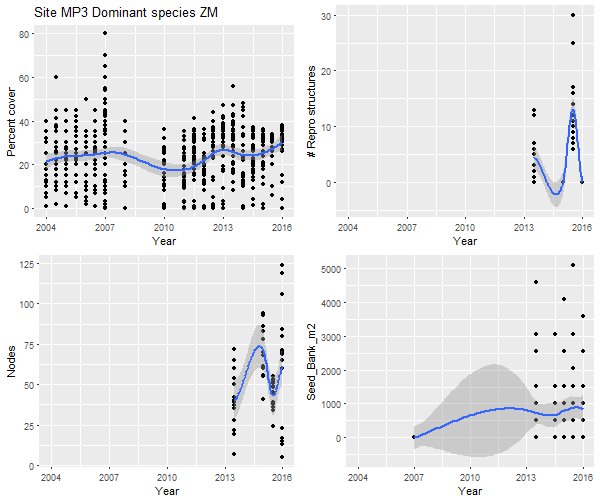 Site MP3 Dominant species ZM
Percent cover
80
60
40
20
0
2004 2007 2010 2013 2016
Year
# Repro structures
30
20
10
0
2004 2007 2010 2013 2016
Year
Nodes
125
100
75
50
25
0
2004 2007 2010 2013 2016
Year
Seed_Bank_m2
5000
4000
3000
2000
1000
0
2004 2007 2010 2013 2016
Year